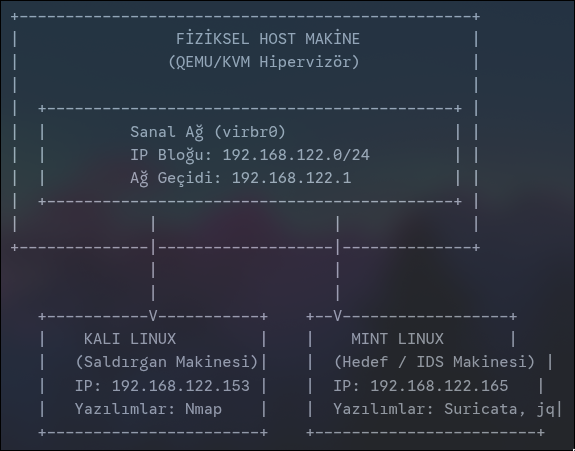 FİZİKSEL HOST MAKİNE
(QEMU/KVM Hipervizör)
Sanal Ağ (virbr0)
IP Bloğu: 192.168.122.0/24
Ağ Geçidi: 192.168.122.1
KALI LINUX
(Saldırgan Makinesi)
IP: 192.168.122.153
Yazılımlar: Nmap
MINT LINUX
(Hedef / IDS Makinesi)
IP: 192.168.122.165
Yazılımlar: Suricata, jq